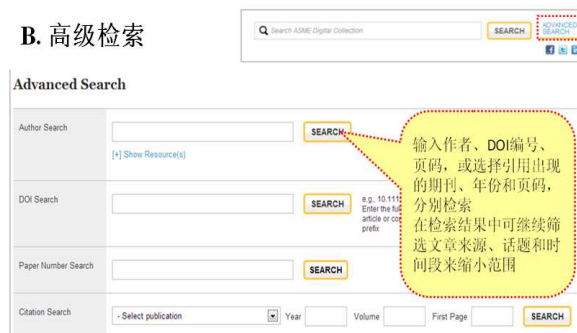 B. 高级检索
Search ASME Digital Collection
SEARCH
ADVANCED
SEARCH
Advanced Search
Author Search
SEARCH
[+] Show Resource(s)
DOI Search
SEARCH
e.g., 10.111
Enter the full
article or co
prefix
Paper Number Search
SEARCH
Citation Search
- Select publication
Year
Volume
First Page
SEARCH
输入作者、DOI编号、
页码，或选择引用出现
的期刊、年份和页码，
分别检索
在检索结果中可继续筛
选文章来源、话题和时
间段来缩小范围